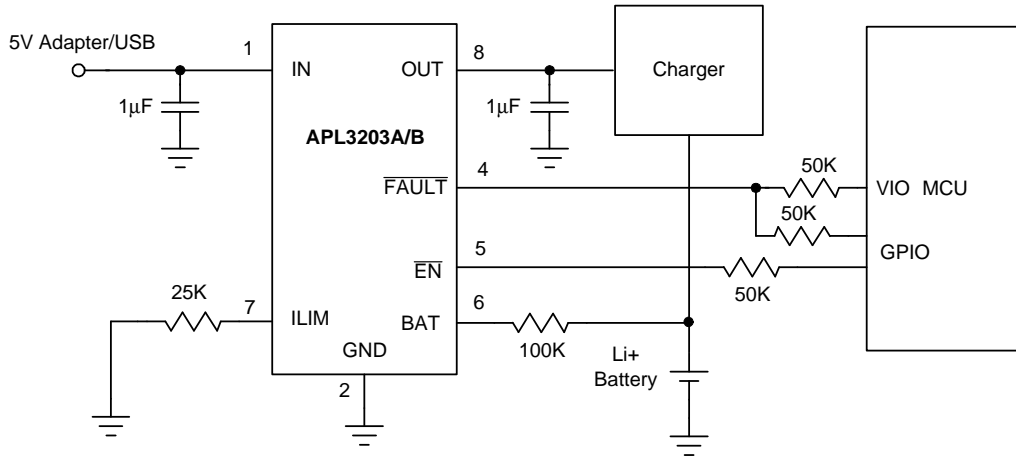 5V Adapter/USB
1
IN
OUT
8
Charger
1μF
1μF
APL3203A/B
FAULT
4
50K
VIO MCU
50K
GPIO
EN
5
50K
25K
7
ILIM
BAT
6
100K
GND
2
Li+
Battery